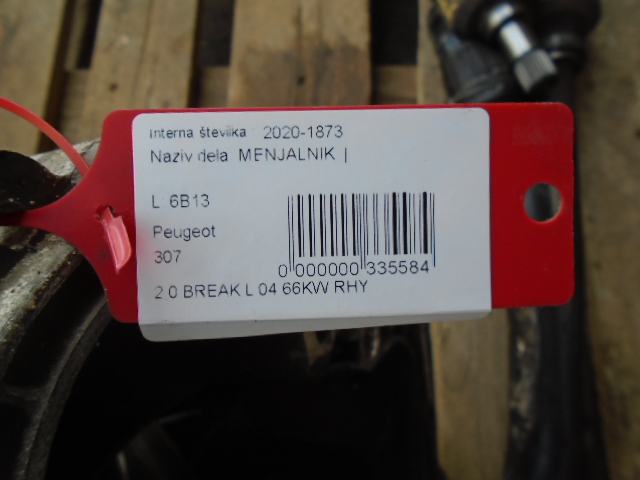 Interna številka : 2020-1873
Naziv dela MENJALNIK |
L: 6B13
Peugeot
307
0 000000 335584
2.0 BREAK L 04 66KW RHY